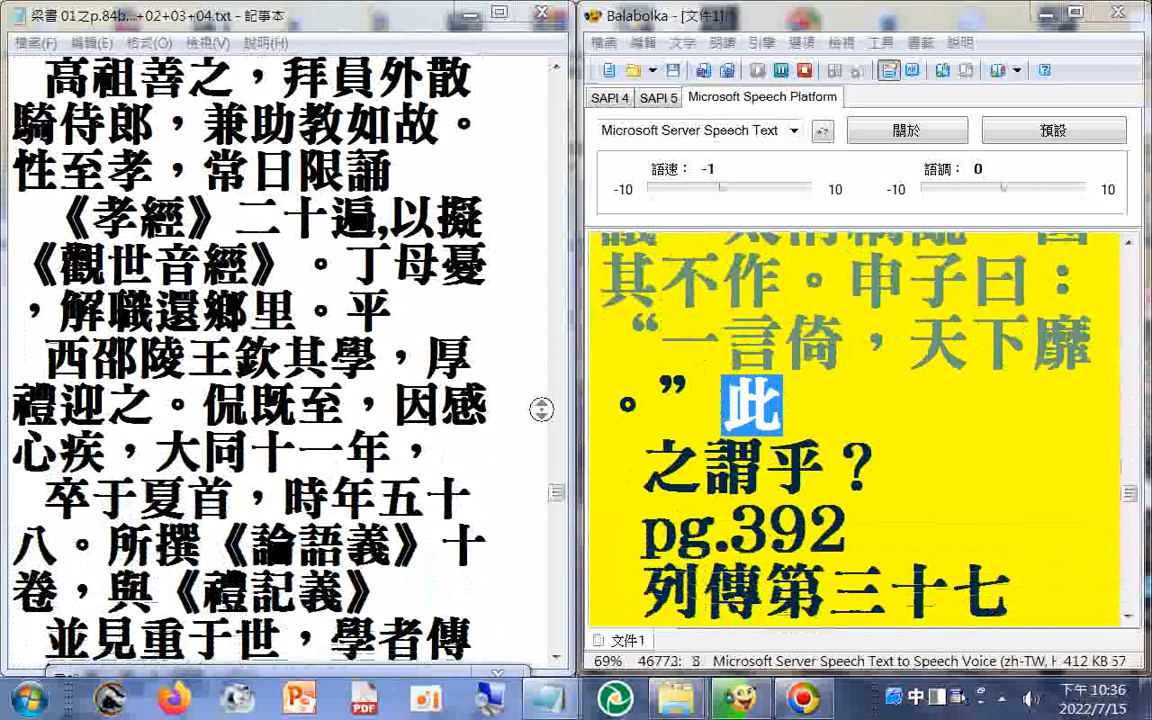 梁書 01之p.84b...+02+03+04.txt - 記事本
檔案(F) 編輯(E) 格式(O) 檢視(V) 說明(H)
高祖善之，拜員外散
騎侍郎，兼助教如故。
性至孝，常日限誦
《孝經》二十遍,以擬
《觀世音經》。丁母憂
，解職還鄉里。平
西邵陵王欽其學，厚
禮迎之。侃既至，因感
心疾，大同十一年，
卒于夏首，時年五十
八。所撰《論語義》十
卷，與《禮記義》
並見重于世，學者傳
Balabolka - [文件1]
檔案 編輯 文字 朗讀 引擎 選項 檢視 工具 書籤 說明
SAPI 4 SAPI 5 Microsoft Speech Platform
Microsoft Server Speech Text 關於 預設
語速： -1 語調： 0
-10 10 -10 10
其不作。申子曰：
“一言倚，天下靡
。” 此
之謂乎？
pg.392
列傳第三十七
文件1
69% 46773: 8 Microsoft Server Speech Text to Speech Voice (zh-TW, H 412 KB 57
中 下午 10:36
2022/7/15